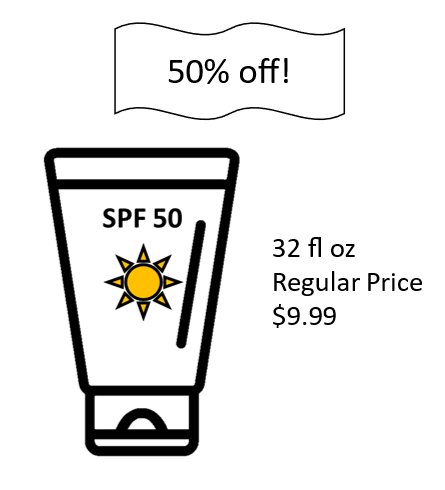 50% off!
SPF 50
32 fl oz
Regular Price
$9.99